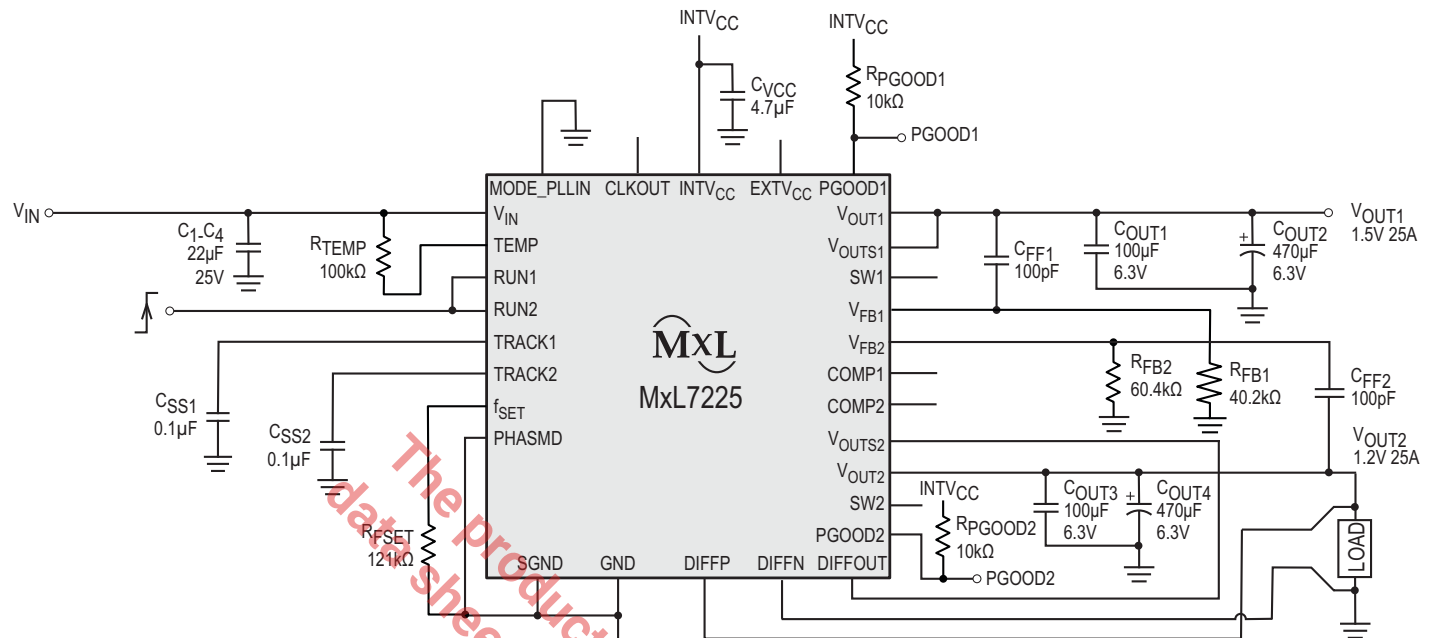 INTVCC
INTVCC
CVCC
4.7µF
RPGOOD1
10kΩ
PGOOD1
MODE_PLLIN CLKOUT INTVCC EXTVCC PGOOD1
VIN
C1-C4
22µF
25V
RTEMP
100kΩ
VIN
TEMP
RUN1
RUN2
TRACK1
TRACK2
fSET
PHASMD
CSS1
0.1µF
CSS2
0.1µF
RFSET
121kΩ
MxL
MxL7225
VOUT1
VOUTS1
SW1
VFB1
VFB2
COMP1
COMP2
VOUTS2
VOUT2
SW2
PGOOD2
SGND GND DIFFP DIFFN DIFFOUT
CFF1
100pF
COUT1
100µF
6.3V
+
COUT2
470µF
6.3V
VOUT1
1.5V 25A
RFB2
60.4kΩ
RFB1
40.2kΩ
CFF2
100pF
VOUT2
1.2V 25A
INTVCC
RPGOOD2
10kΩ
PGOOD2
COUT3
100µF
6.3V
+
COUT4
470µF
6.3V
LOAD
The product
data shee